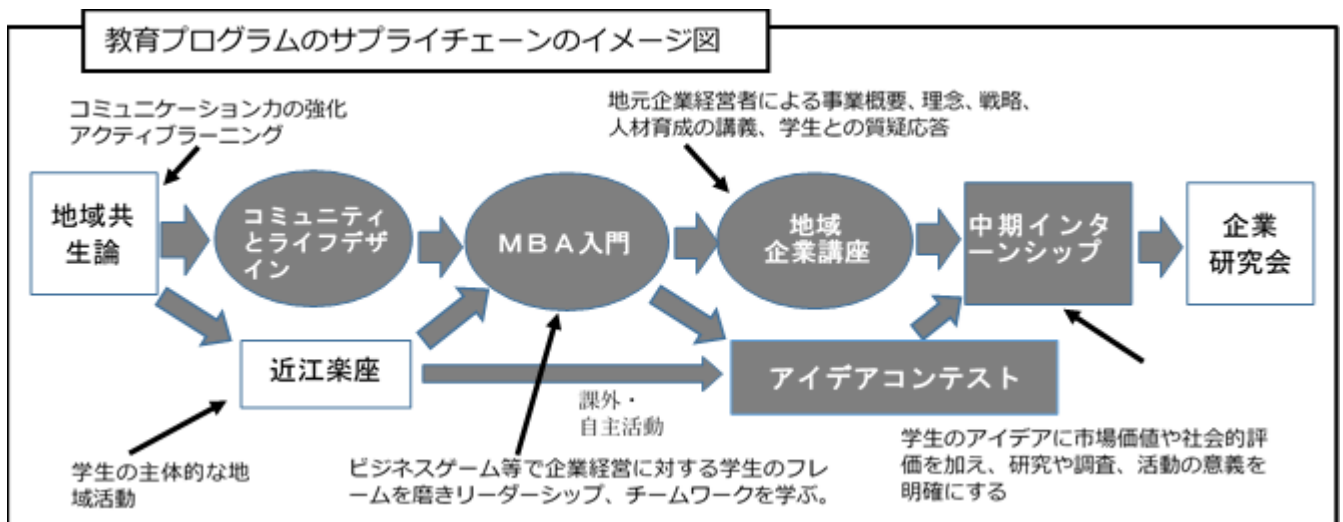 教育プログラムのサプライチェーンのイメージ図
コミュニケーション力の強化
アクティブラーニング
地元企業経営者による事業概要、理念、戦略、
人材育成の講義、学生との質疑応答
地域共
生論
コミュニティ
とライフデザ
イン
ＭＢＡ入門
地域
企業講座
中期インタ
ーンシップ
企業
研究会
近江楽座
アイデアコンテスト
課外・
自主活動
学生の主体的な地
域活動
ビジネスゲーム等で企業経営に対する学生のフレ
ームを磨きリーダーシップ、チームワークを学ぶ。
学生のアイデアに市場価値や社会的評
価を加え、研究や調査、活動の意義を
明確にする